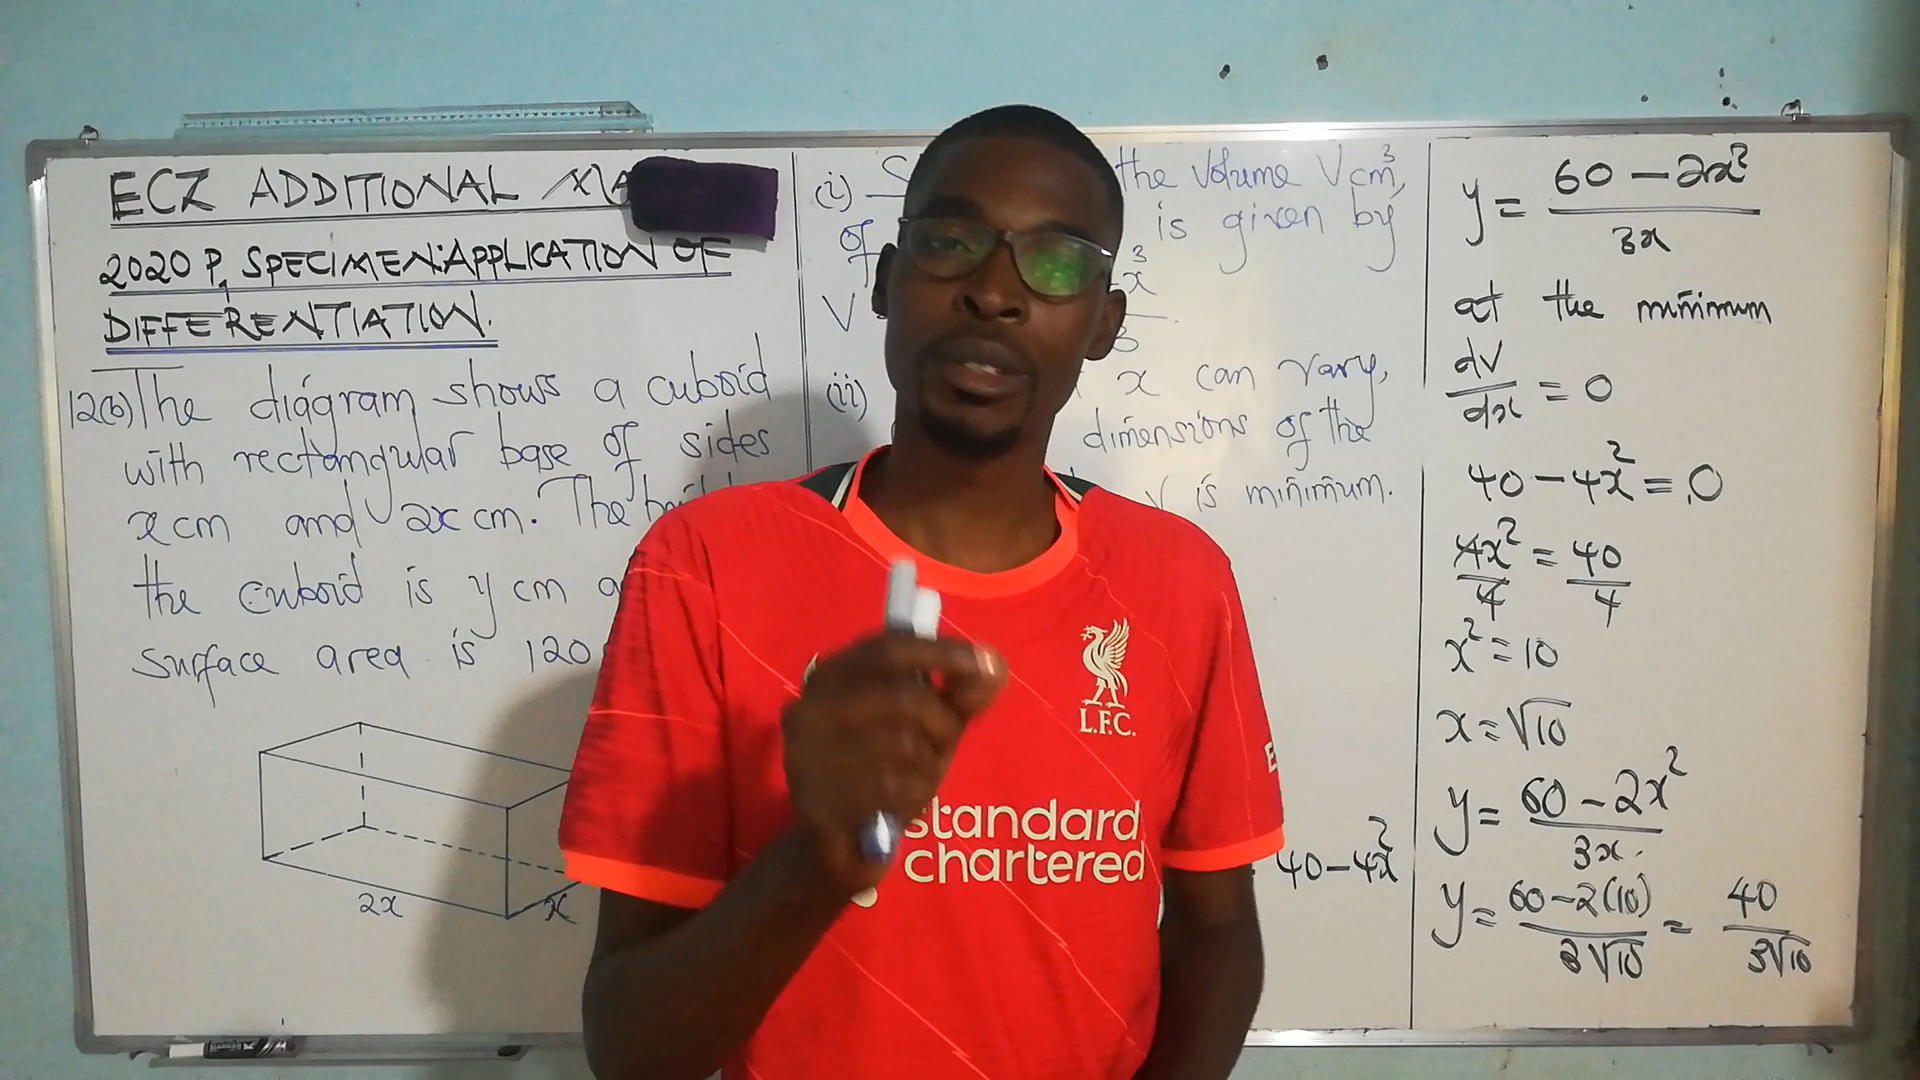 ECZ ADDITIONAL MA
2020 P1 SPECIMEN:APPLICATION OF
DIFFERENTIATION.
12(b) The diagram shows a cuboid
with rectangular base of sides
x cm and 2x cm. The
the cuboid is y cm
surface area is 120
2x
x
(i) the volume V cm³,
of is given by
V x³
(ii) x can vary,
dimensions of the
V is minimum.
40 - 4x²
y = 60 - 2x² / 3x
at the minimum
dV/dx = 0
40 - 4x² = 0
4x²/4 = 40/4
x² = 10
x = √10
y = 60 - 2x² / 3x.
y = 60 - 2(10) / 3√10 = 40 / 3√10
L.F.C.
standard
chartered